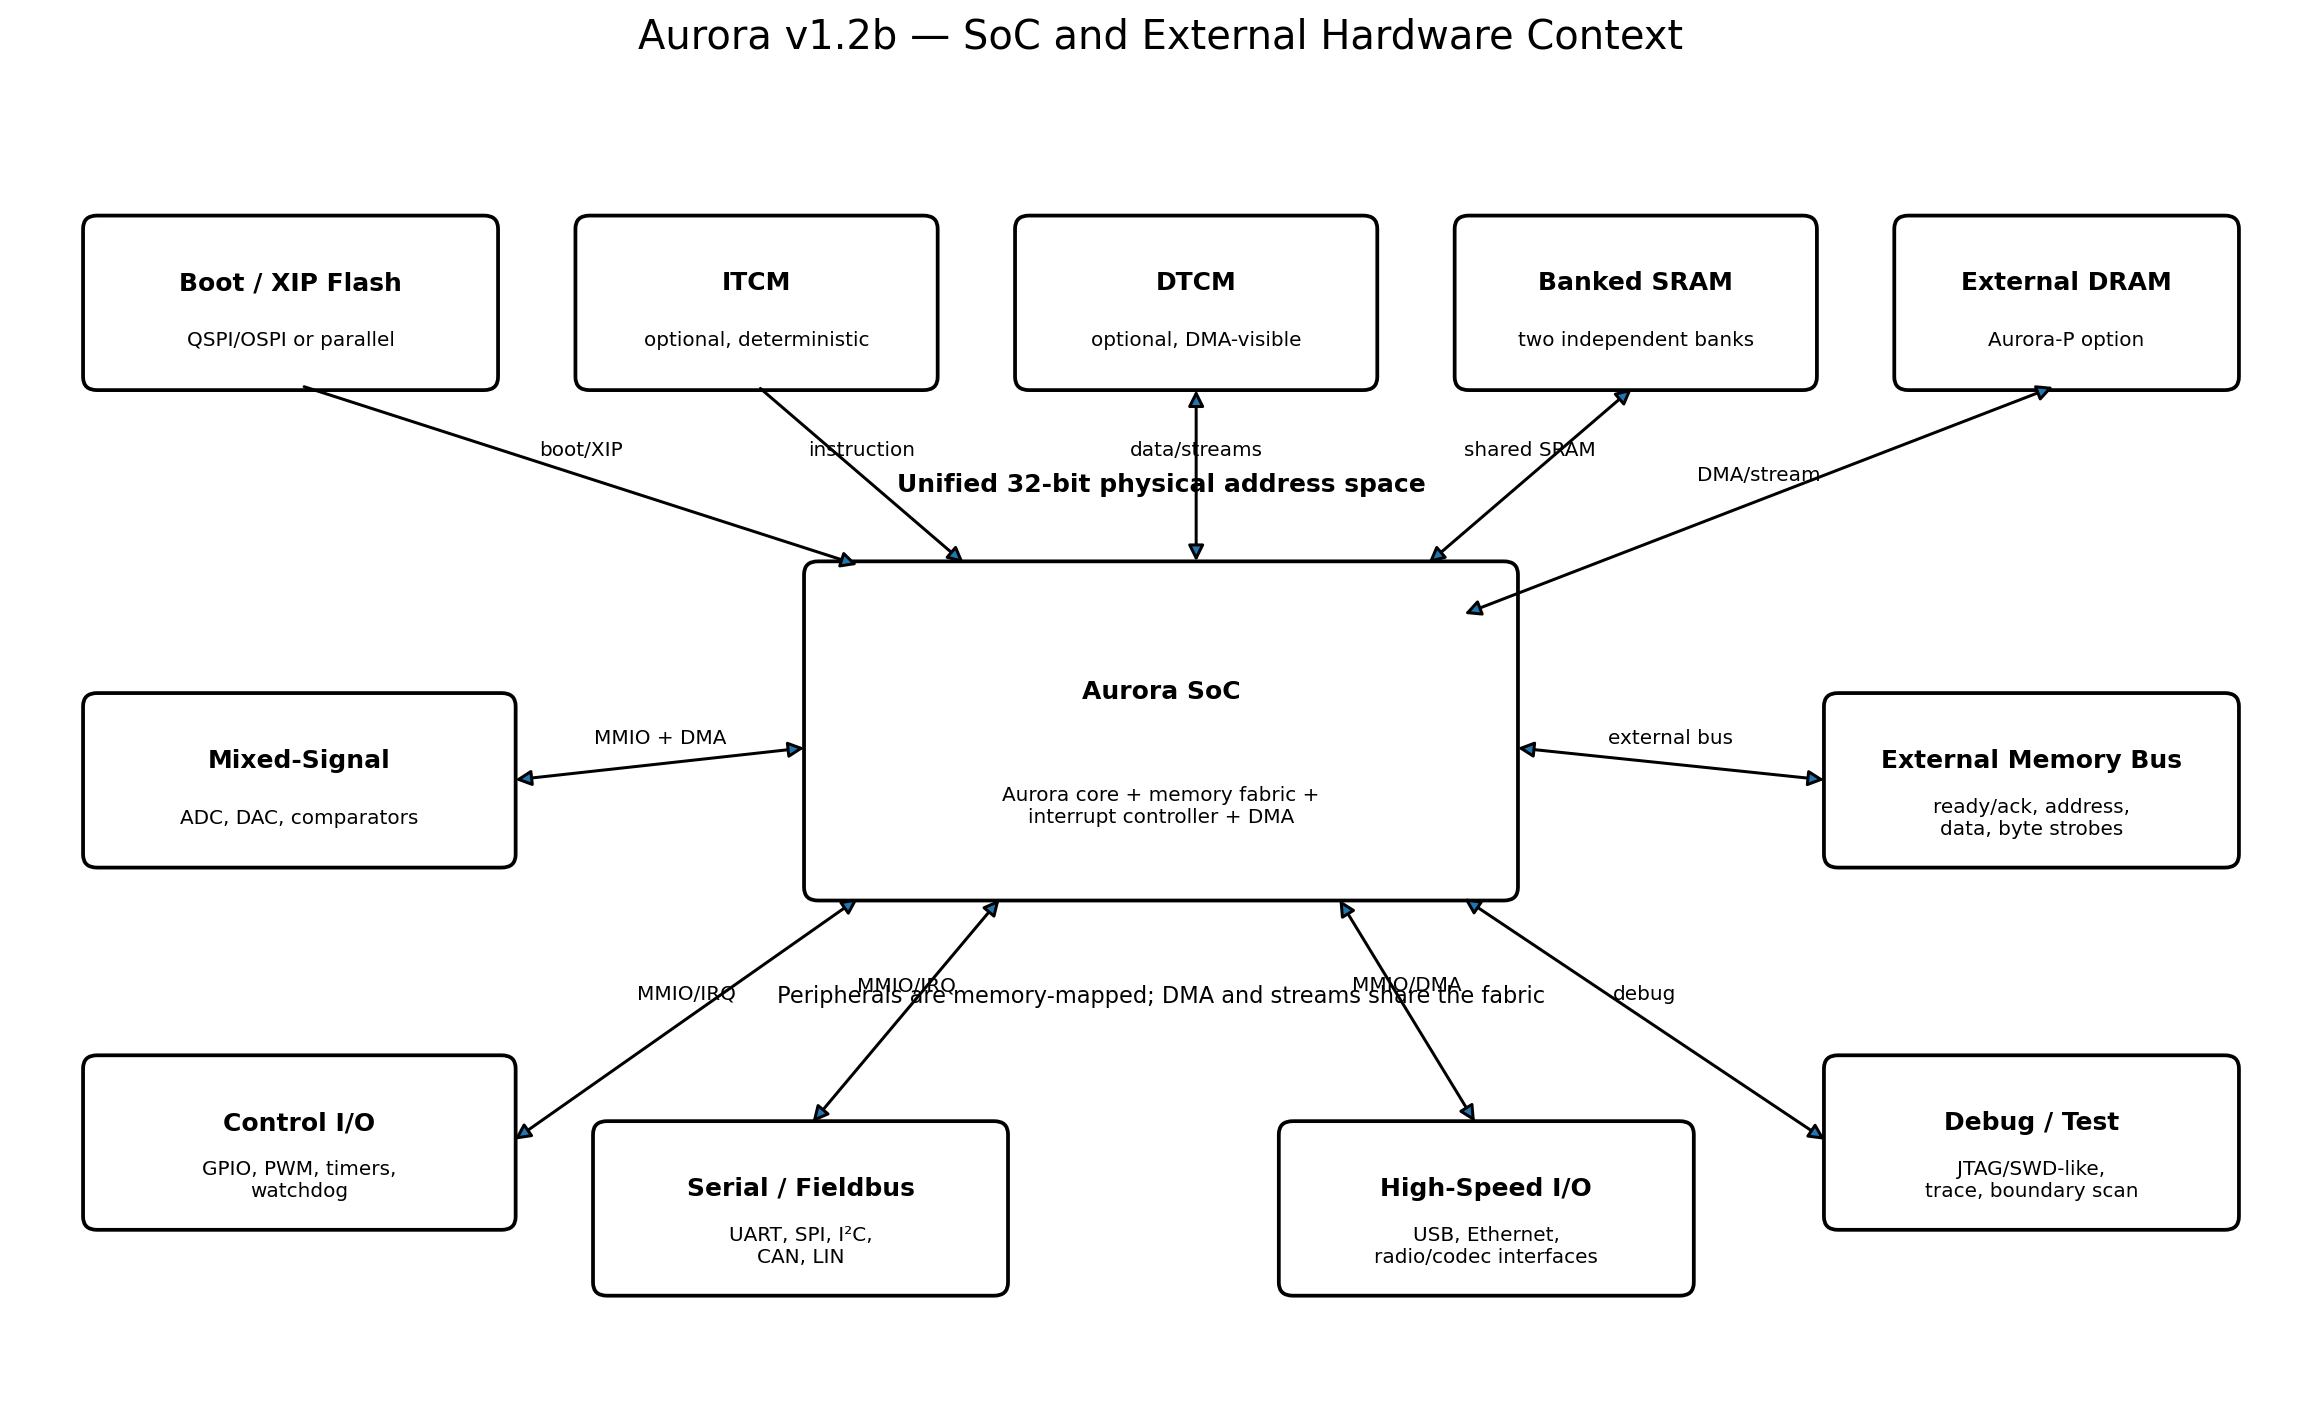 Aurora v1.2b — SoC and External Hardware Context
Boot / XIP Flash
QSPI/OSPI or parallel
ITCM
optional, deterministic
DTCM
optional, DMA-visible
Banked SRAM
two independent banks
External DRAM
Aurora-P option
boot/XIP
instruction
data/streams
shared SRAM
DMA/stream
Unified 32-bit physical address space
Aurora SoC
Aurora core + memory fabric +
interrupt controller + DMA
Mixed-Signal
ADC, DAC, comparators
MMIO + DMA
external bus
External Memory Bus
ready/ack, address,
data, byte strobes
MMIO/IRQ
MMIO/IRQ
MMIO/DMA
debug
Peripherals are memory-mapped; DMA and streams share the fabric
Control I/O
GPIO, PWM, timers,
watchdog
Serial / Fieldbus
UART, SPI, I²C,
CAN, LIN
High-Speed I/O
USB, Ethernet,
radio/codec interfaces
Debug / Test
JTAG/SWD-like,
trace, boundary scan